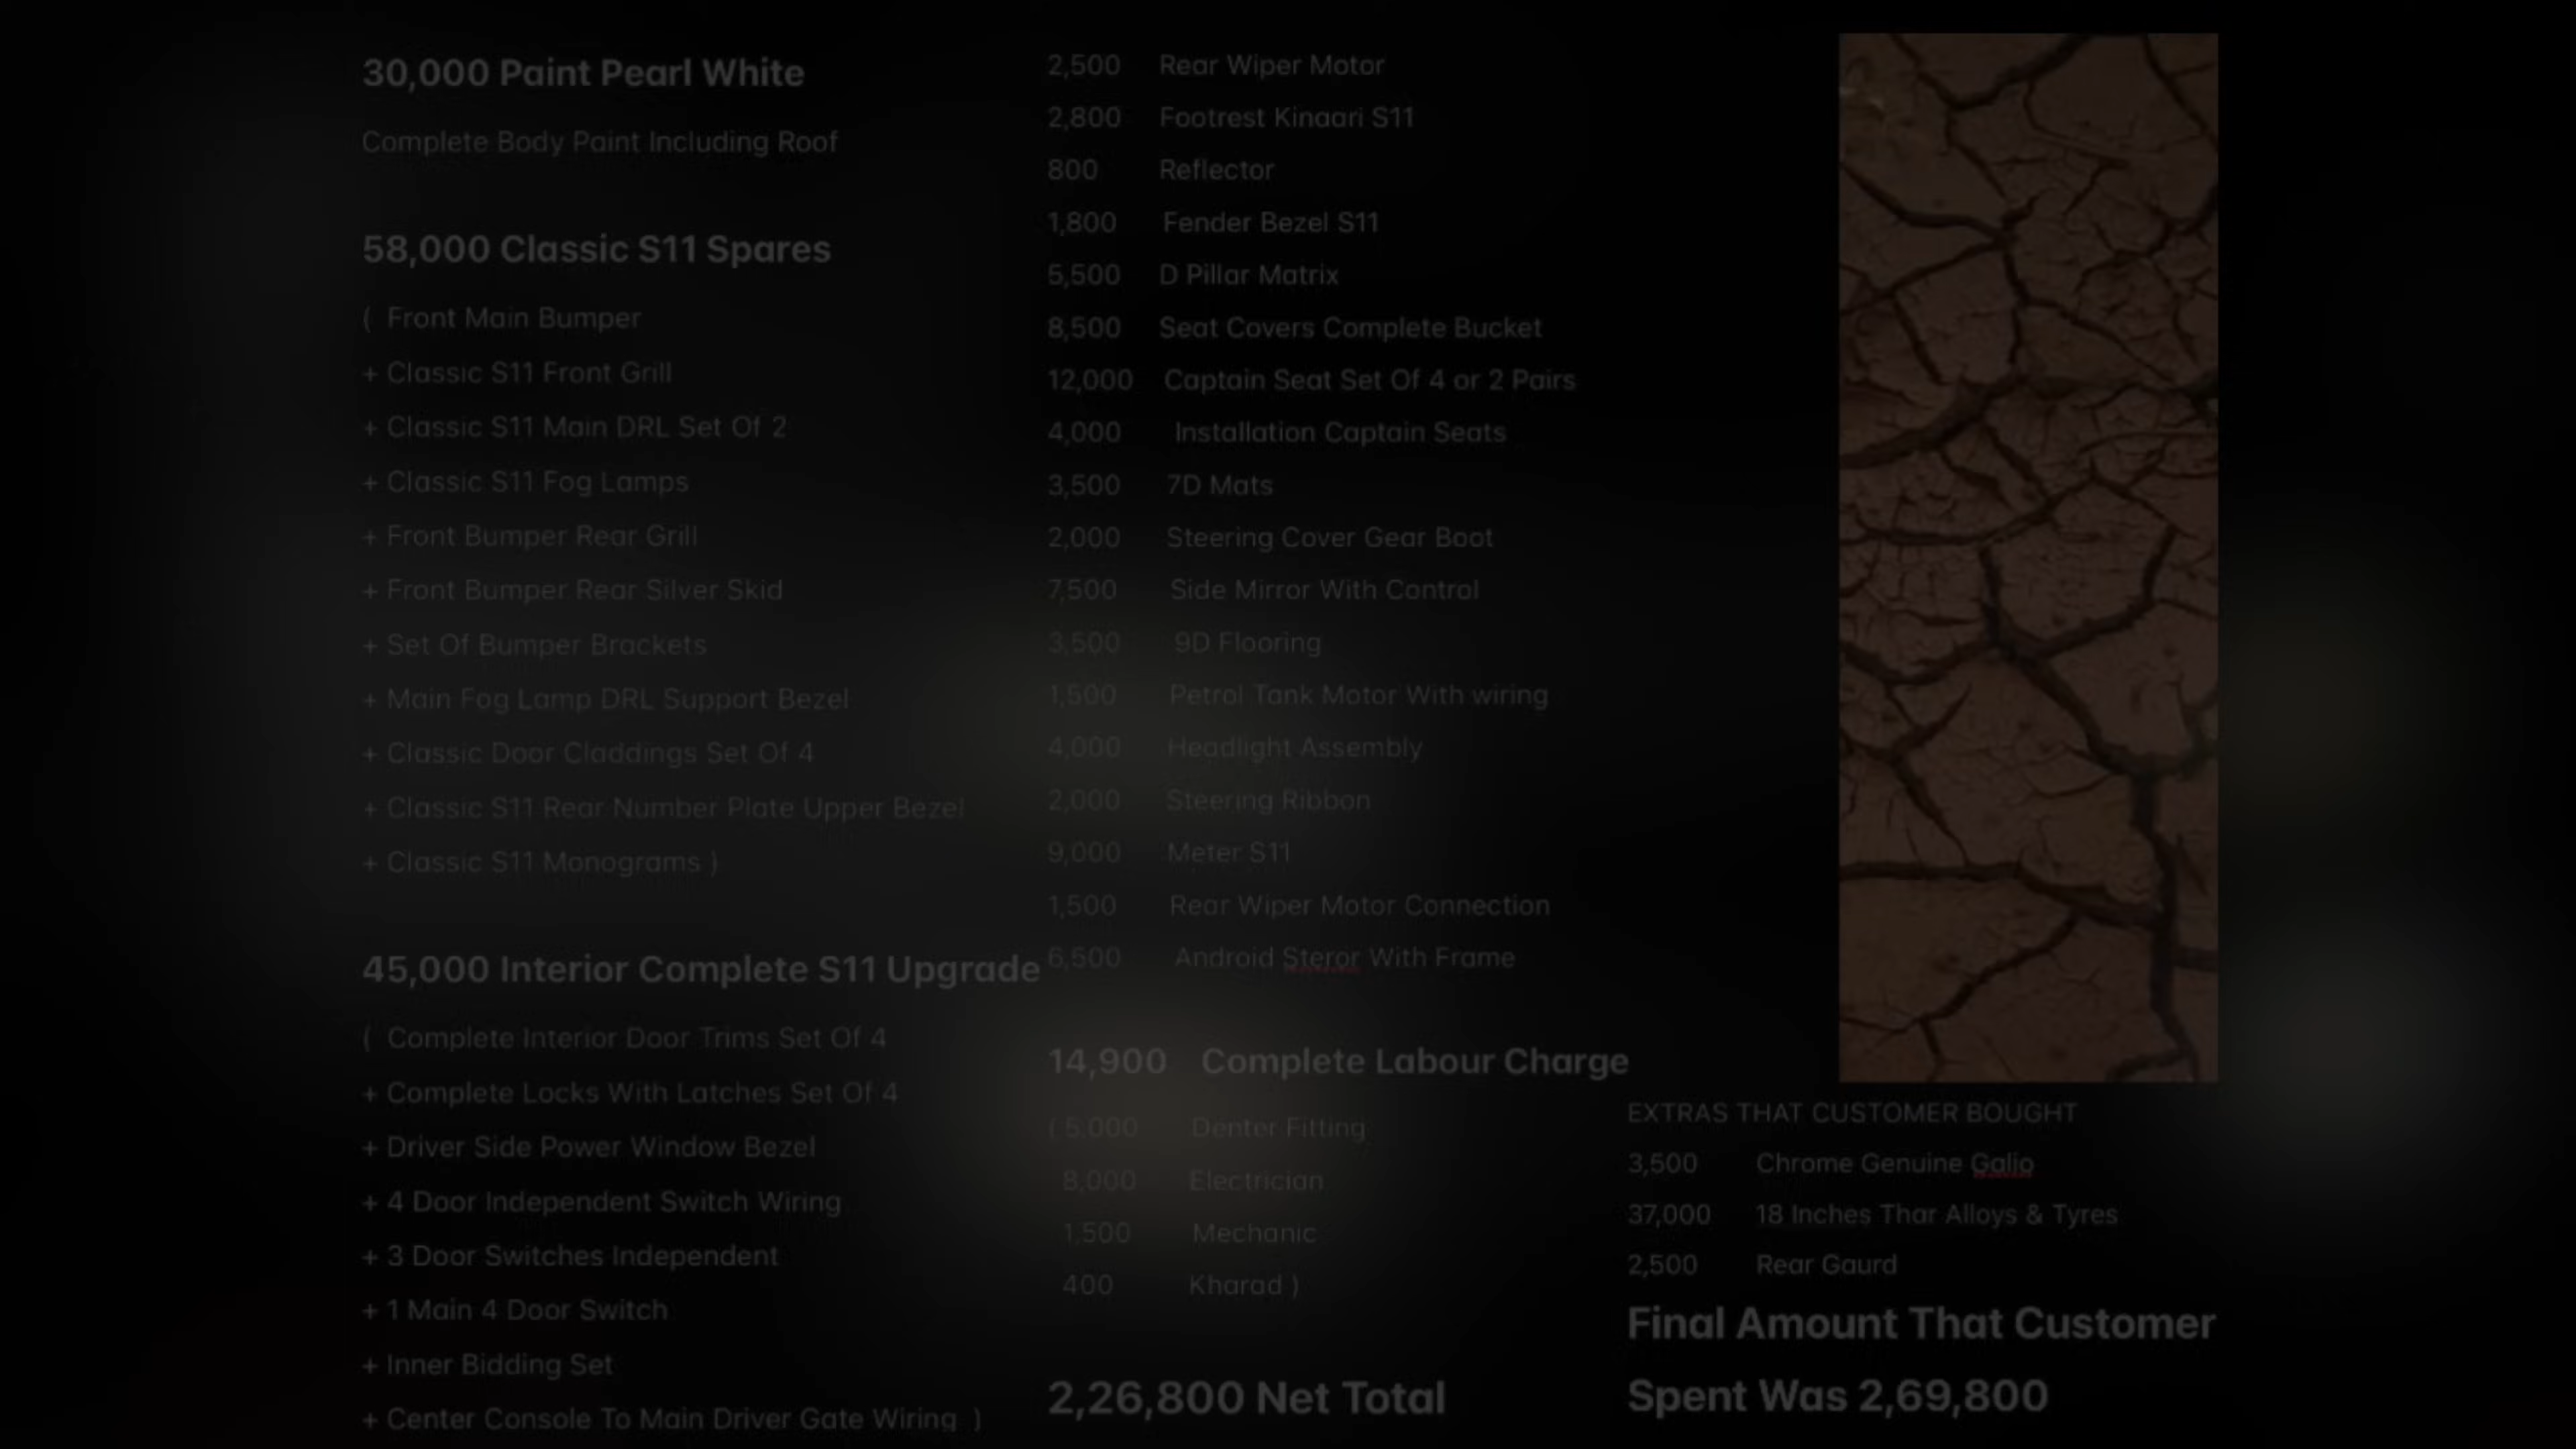 30,000 Paint Pearl White
Complete Body Paint Including Roof
58,000 Classic S11 Spares
( Front Main Bumper
+ Classic S11 Front Grill
+ Classic S11 Main DRL Set Of 2
+ Classic S11 Fog Lamps
+ Front Bumper Rear Grill
+ Front Bumper Rear Silver Skid
+ Set Of Bumper Brackets
+ Main Fog Lamp DRL Support Bezel
+ Classic Door Claddings Set Of 4
+ Classic S11 Rear Number Plate Upper Bezel
+ Classic S11 Monograms )
45,000 Interior Complete S11 Upgrade
( Complete Interior Door Trims Set Of 4
+ Complete Locks With Latches Set Of 4
+ Driver Side Power Window Bezel
+ 4 Door Independent Switch Wiring
+ 3 Door Switches Independent
+ 1 Main 4 Door Switch
+ Inner Bidding Set
+ Center Console To Main Driver Gate Wiring )
2,500 Rear Wiper Motor
2,800 Footrest Kinaari S11
800 Reflector
1,800 Fender Bezel S11
5,500 D Pillar Matrix
8,500 Seat Covers Complete Bucket
12,000 Captain Seat Set Of 4 or 2 Pairs
4,000 Installation Captain Seats
3,500 7D Mats
2,000 Steering Cover Gear Boot
7,500 Side Mirror With Control
3,500 9D Flooring
1,500 Petrol Tank Motor With wiring
4,000 Headlight Assembly
2,000 Steering Ribbon
9,000 Meter S11
1,500 Rear Wiper Motor Connection
6,500 Android Steror With Frame
14,900 Complete Labour Charge
( 5,000 Denter Fitting
8,000 Electrician
1,500 Mechanic
400 Kharad )
2,26,800 Net Total
EXTRAS THAT CUSTOMER BOUGHT
3,500 Chrome Genuine Galio
37,000 18 Inches Thar Alloys & Tyres
2,500 Rear Gaurd
Final Amount That Customer
Spent Was 2,69,800